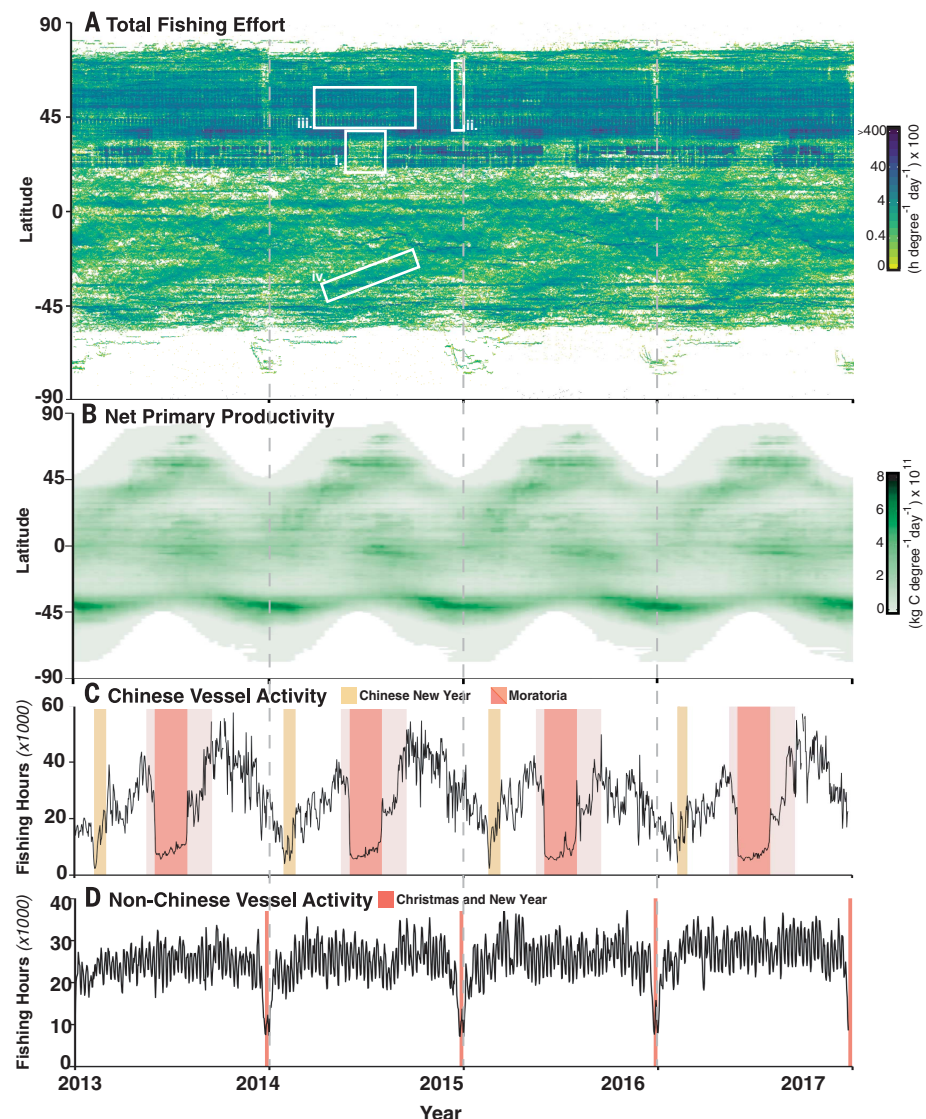 A Total Fishing Effort
90
45
0
-45
-90
Latitude
i.
ii.
iii.
iv.
>400
40
4
0.4
0
(h degree⁻¹ day⁻¹) x 100
B Net Primary Productivity
90
45
0
-45
-90
Latitude
8
6
4
2
0
(kg C degree⁻¹ day⁻¹) x 10¹¹
C Chinese Vessel Activity
Chinese New Year
Moratoria
60
40
20
0
Fishing Hours (x1000)
D Non-Chinese Vessel Activity
Christmas and New Year
40
30
20
10
0
Fishing Hours (x1000)
2013 2014 2015 2016 2017
Year